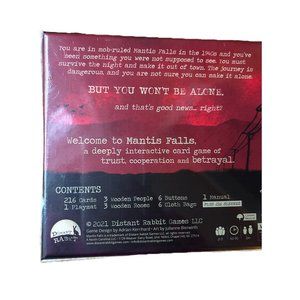 You are in mob-ruled Mantis Falls in the 1940s and you've
been something you were not supposed to see. You must
survive the night and make it out of town. The journey is
dangerous, and you are not sure you can make it alone.
BUT YOU WON'T BE ALONE.
and that's good news... right?
Welcome to Mantis Falls,
a deeply interactive card game of
trust, cooperation and betrayal.
CONTENTS
216 Cards 3 Wooden People 6 Buttons 1 Manual
1 Playmat 3 Wooden Rooms 6 Cloth Bags
© 2021 Distant Rabbit Games LLC
Game Design by Adrian Kerrihard - Art by Julianne Bierwirth
DISTANT
RABBIT